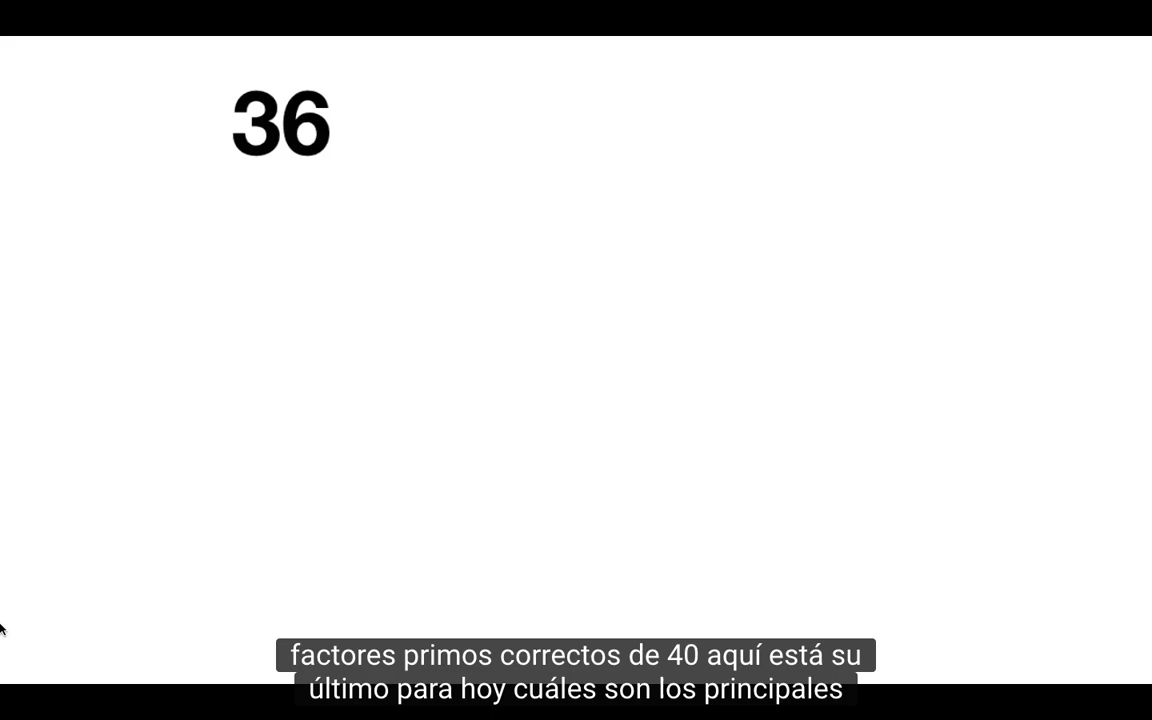 36
factores primos correctos de 40 aquí está su
último para hoy cuáles son los principales